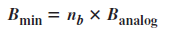 B_min = n_b × B_analog